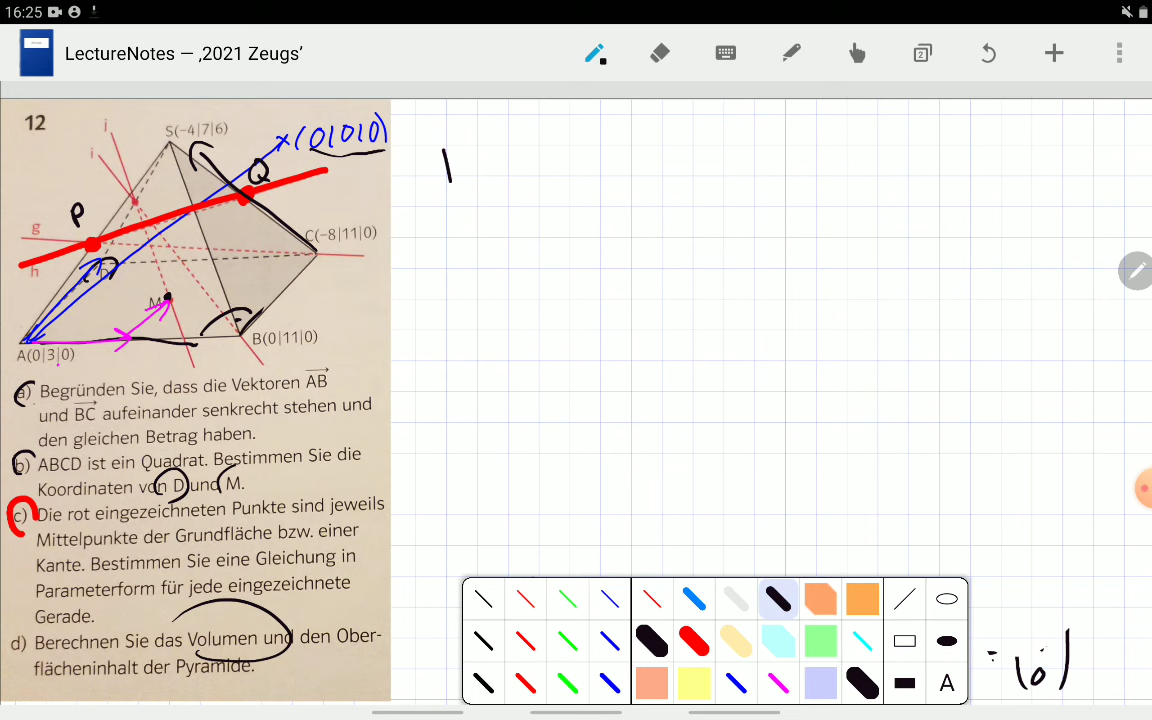 16:25
LectureNotes — ‚2021 Zeugs’
2
12
j
i
S(-4|7|6)
x(0|0|0)
Q
P
g
h
C(-8|11|0)
D
M
A(0|3|0)
B(0|11|0)
a) Begründen Sie, dass die Vektoren AB
und BC aufeinander senkrecht stehen und
den gleichen Betrag haben.
b) ABCD ist ein Quadrat. Bestimmen Sie die
Koordinaten von D und M.
c) Die rot eingezeichneten Punkte sind jeweils
Mittelpunkte der Grundfläche bzw. einer
Kante. Bestimmen Sie eine Gleichung in
Parameterform für jede eingezeichnete
Gerade.
d) Berechnen Sie das Volumen und den Ober-
flächeninhalt der Pyramide.
A